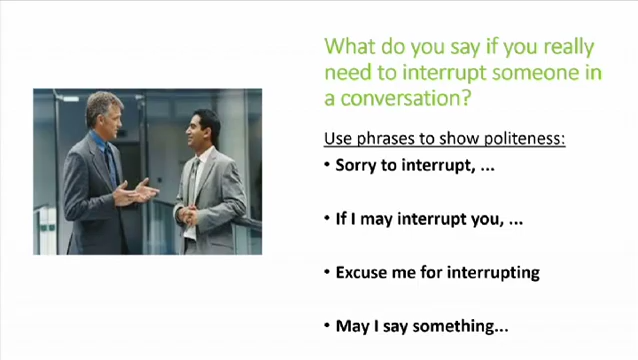 What do you say if you really
need to interrupt someone in
a conversation?
Use phrases to show politeness:
• Sorry to interrupt, ...
• If I may interrupt you, ...
• Excuse me for interrupting
• May I say something...